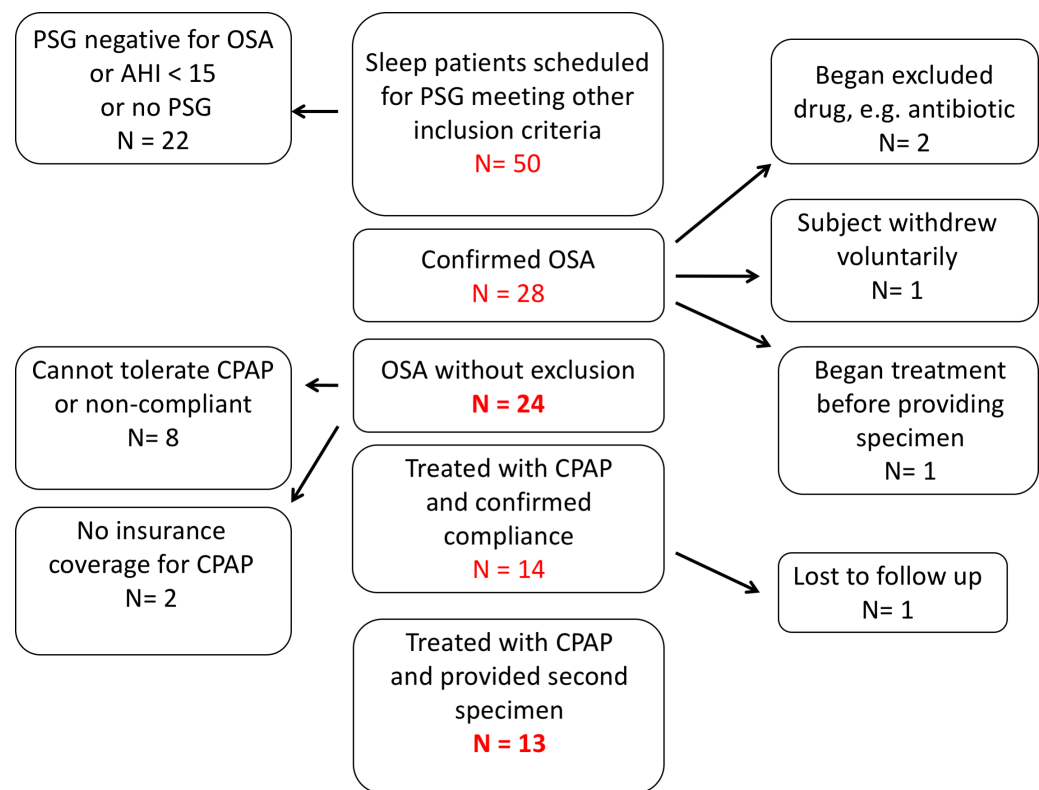 PSG negative for OSA
or AHI < 15
or no PSG
N = 22
Sleep patients scheduled
for PSG meeting other
inclusion criteria
N= 50
Began excluded
drug, e.g. antibiotic
N= 2
Confirmed OSA
N = 28
Subject withdrew
voluntarily
N= 1
Cannot tolerate CPAP
or non-compliant
N= 8
OSA without exclusion
N = 24
Began treatment
before providing
specimen
N= 1
No insurance
coverage for CPAP
N= 2
Treated with CPAP
and confirmed
compliance
N = 14
Lost to follow up
N= 1
Treated with CPAP
and provided second
specimen
N = 13